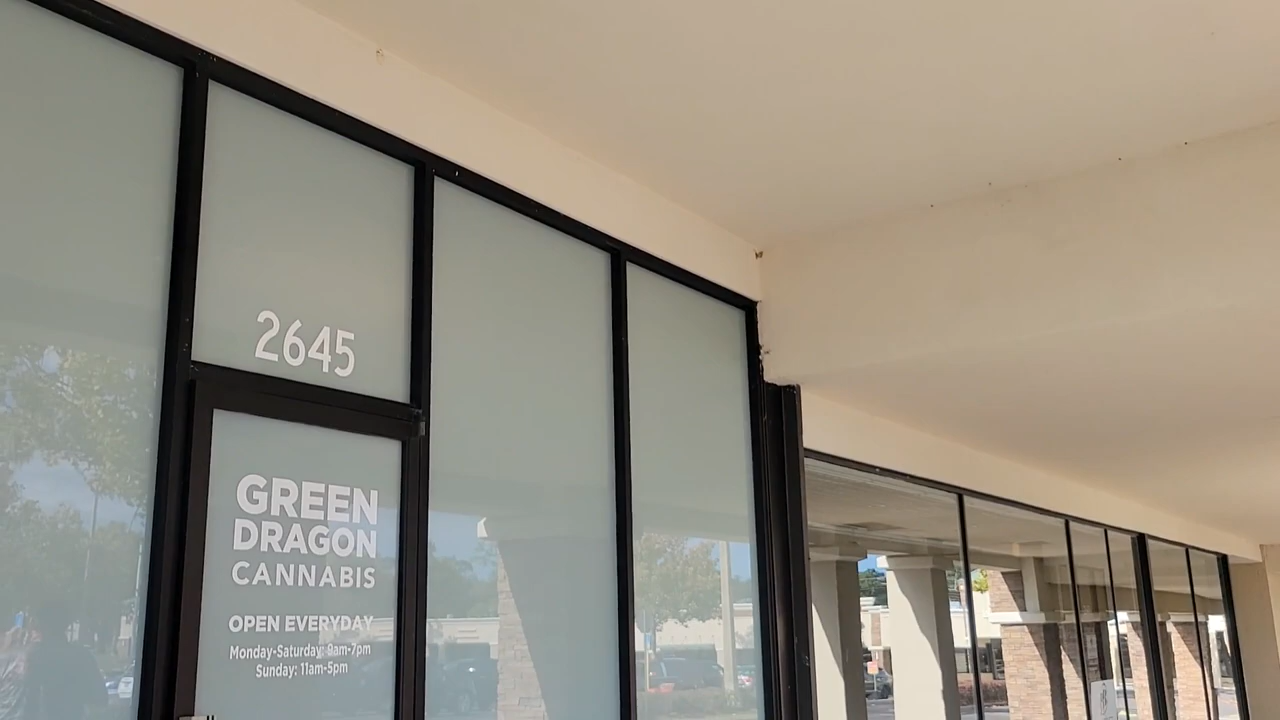 2645
GREEN
DRAGON
CANNABIS
OPEN EVERYDAY
Monday-Saturday: 9am-7pm
Sunday: 11am-5pm